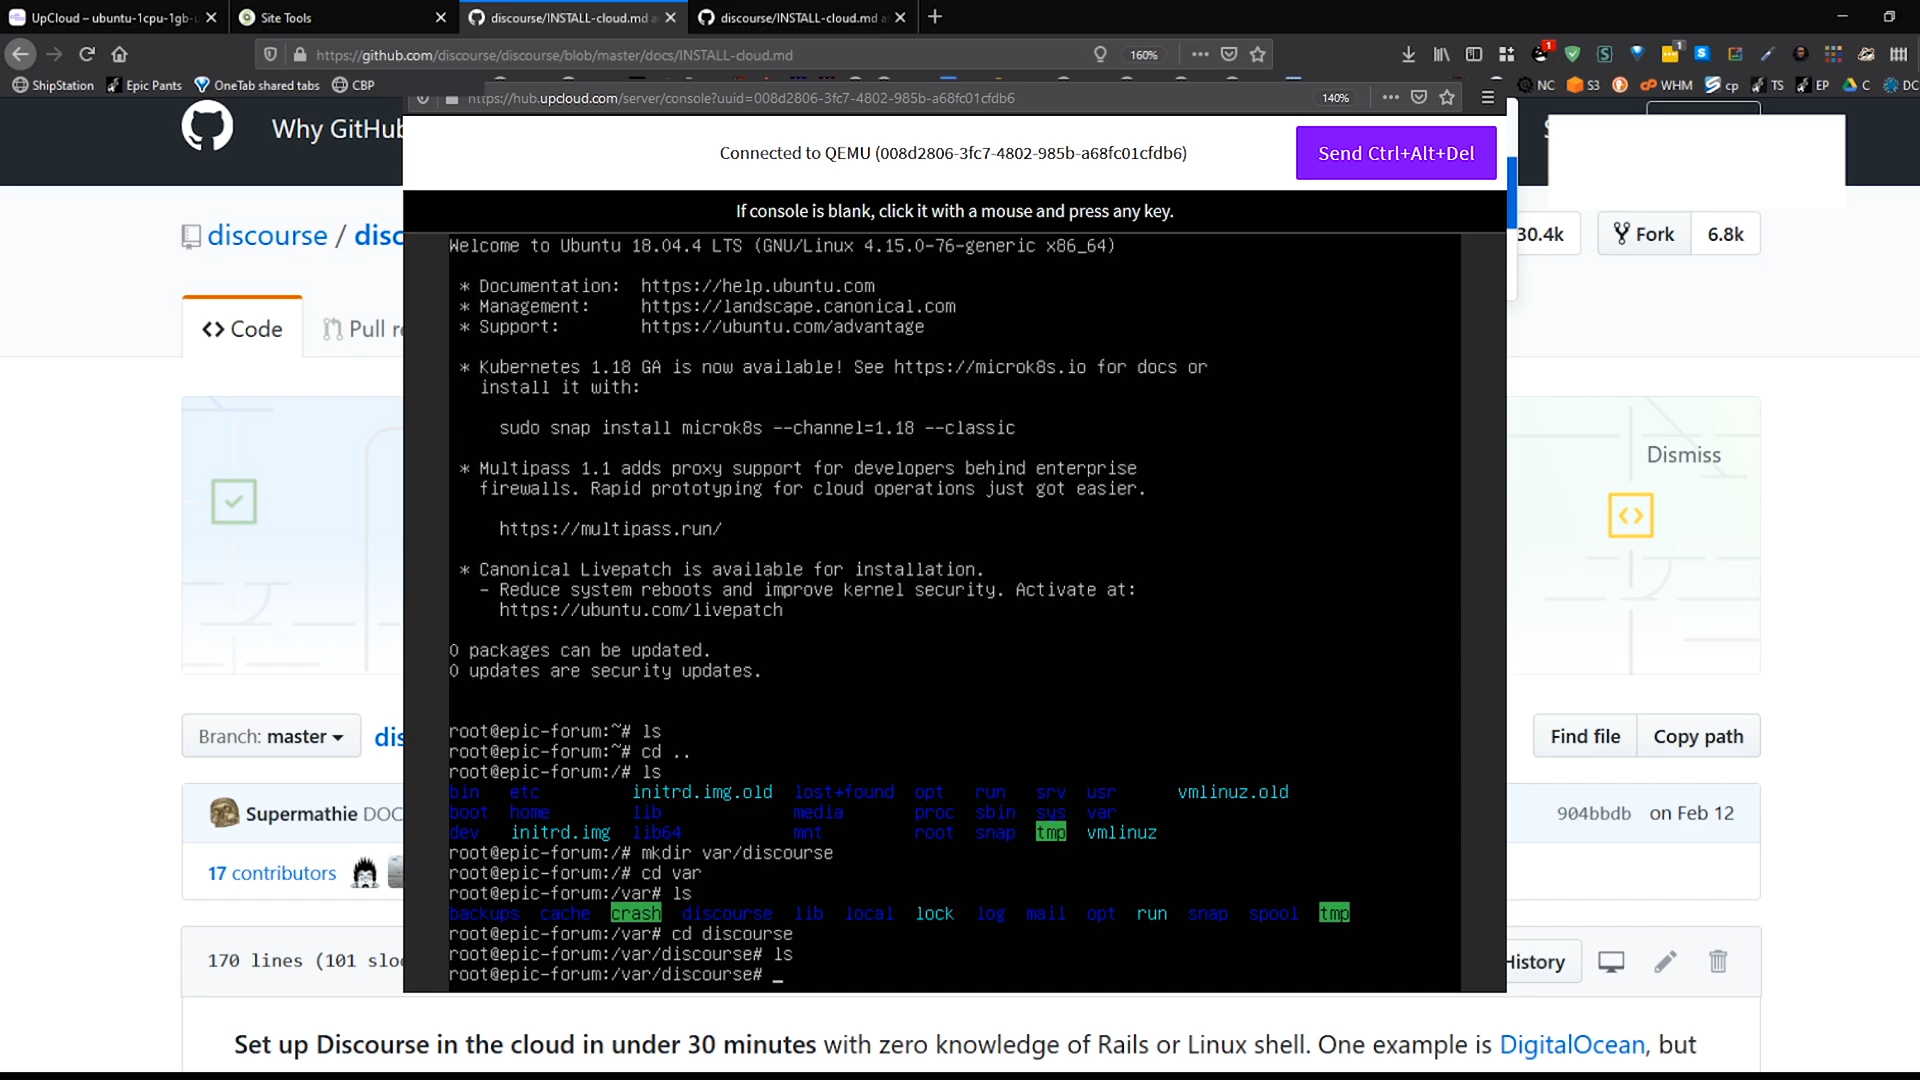 UpCloud – ubuntu-1cpu-1gb-u
Site Tools
discourse/INSTALL-cloud.md a
discourse/INSTALL-cloud.md a
https://github.com/discourse/discourse/blob/master/docs/INSTALL-cloud.md
160%
ShipStation
Epic Pants
OneTab shared tabs
CBP
NC
S3
WHM
cp
TS
EP
C
DC
https://hub.upcloud.com/server/console?uuid=008d2806-3fc7-4802-985b-a68fc01cfdb6
140%
Why GitHub
Connected to QEMU (008d2806-3fc7-4802-985b-a68fc01cfdb6)
Send Ctrl+Alt+Del
If console is blank, click it with a mouse and press any key.
discourse / disc
30.4k
Fork
6.8k
Code
Pull re
Dismiss
Welcome to Ubuntu 18.04.4 LTS (GNU/Linux 4.15.0-76-generic x86_64)
* Documentation: https://help.ubuntu.com
* Management: https://landscape.canonical.com
* Support: https://ubuntu.com/advantage
* Kubernetes 1.18 GA is now available! See https://microk8s.io for docs or
install it with:
sudo snap install microk8s --channel=1.18 --classic
* Multipass 1.1 adds proxy support for developers behind enterprise
firewalls. Rapid prototyping for cloud operations just got easier.
https://multipass.run/
* Canonical Livepatch is available for installation.
- Reduce system reboots and improve kernel security. Activate at:
https://ubuntu.com/livepatch
0 packages can be updated.
0 updates are security updates.
root@epic-forum:~# ls
root@epic-forum:~# cd ..
root@epic-forum:/# ls
bin etc initrd.img.old lost+found opt run srv usr vmlinuz.old
boot home lib media proc sbin sys var
dev initrd.img lib64 mnt root snap tmp vmlinuz
root@epic-forum:/# mkdir var/discourse
root@epic-forum:/# cd var
root@epic-forum:/var# ls
backups cache crash discourse lib local lock log mail opt run snap spool tmp
root@epic-forum:/var# cd discourse
root@epic-forum:/var/discourse# ls
root@epic-forum:/var/discourse# _
Branch: master
dis
Find file
Copy path
Supermathie DOC
904bbdb on Feb 12
17 contributors
170 lines (101 sloc
History
Set up Discourse in the cloud in under 30 minutes with zero knowledge of Rails or Linux shell. One example is DigitalOcean, but